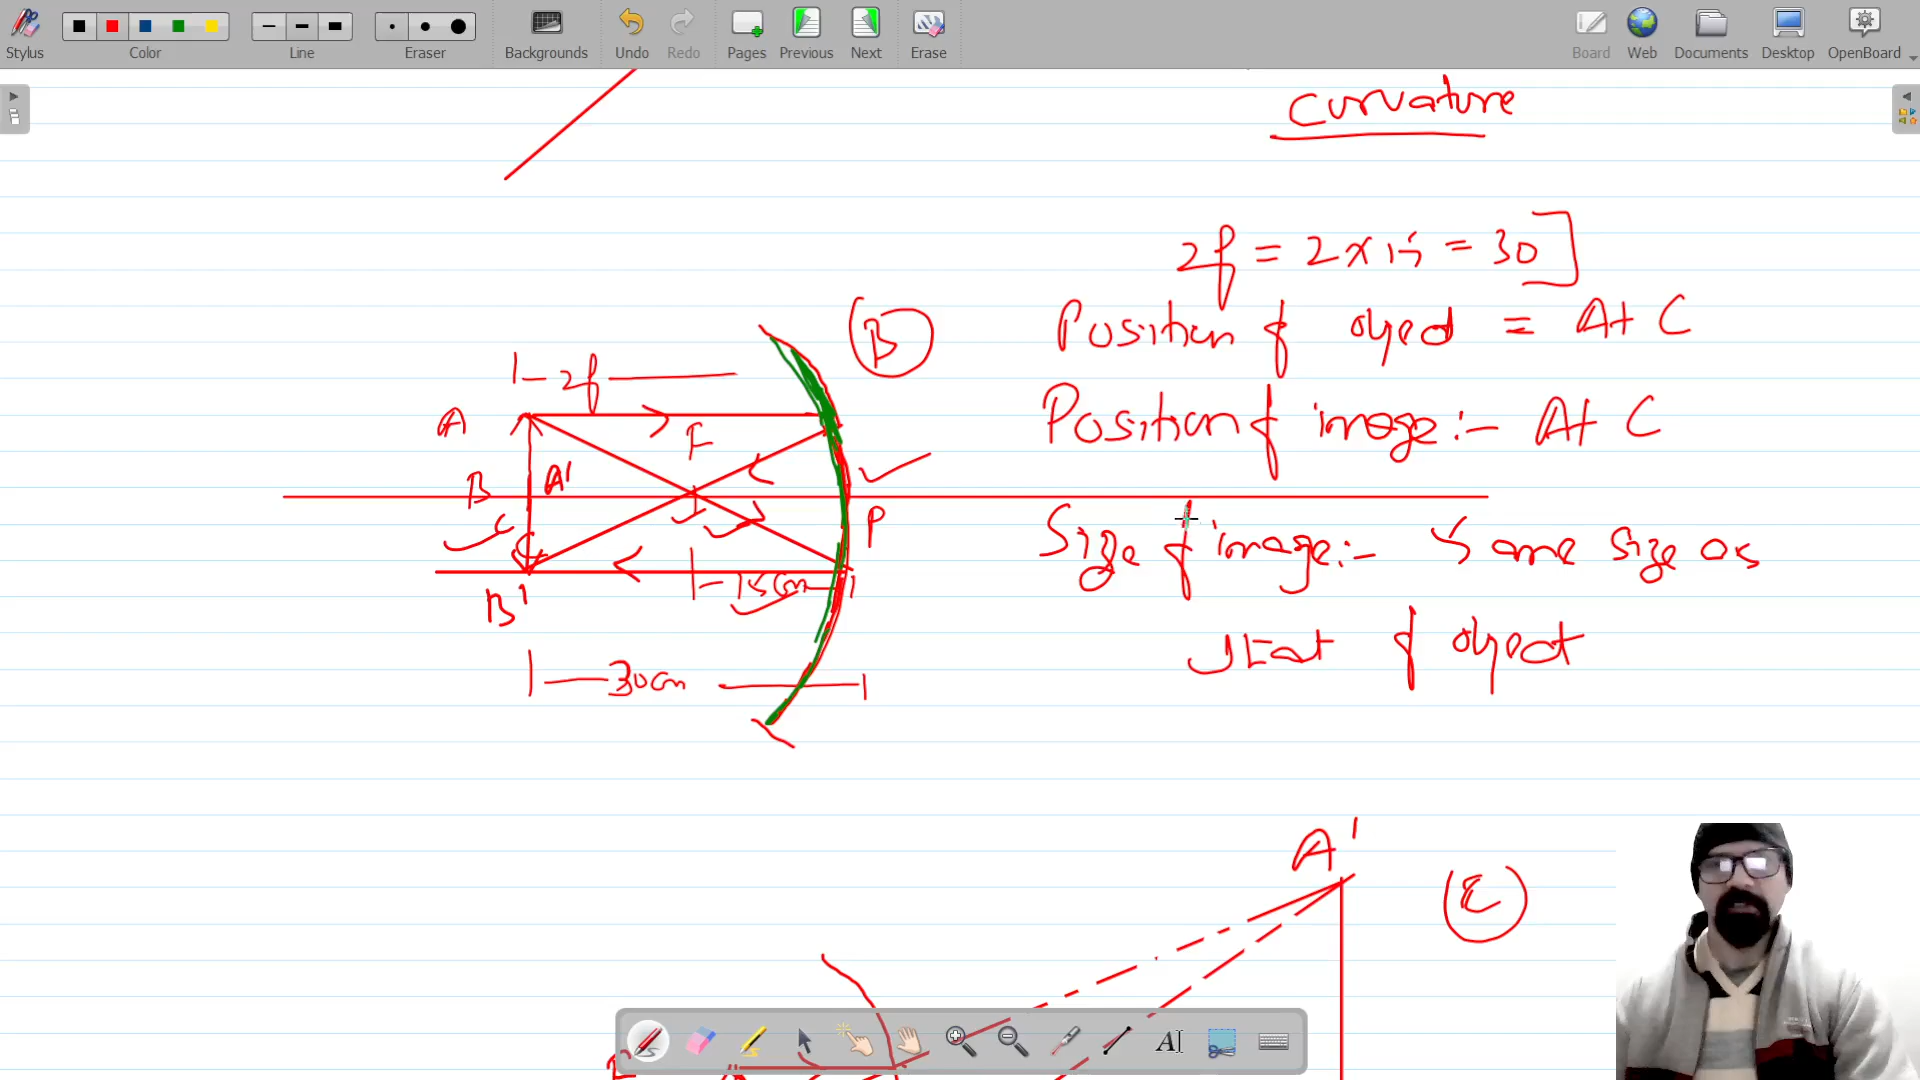 Stylus
Color
Line
Eraser
Backgrounds
Undo
Redo
Pages
Previous
Next
Erase
Board
Web
Documents
Desktop
OpenBoard
Curvature
2f = 2 x 15 = 30
B
Position of object = At C
Position of image :- At C
Size of image :- Same size as
that of object
2f
A
F
B
A'
C
P
B'
15cm
30cm
A'
E
AI